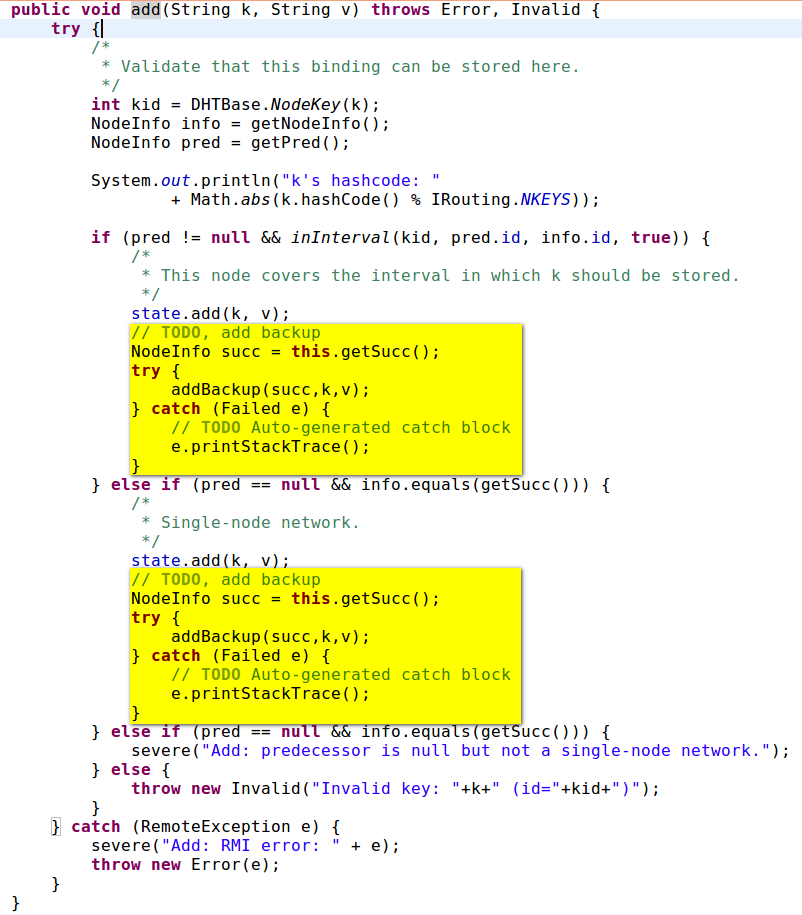 public void add(String k, String v) throws Error, Invalid {
    try {
        /*
         * Validate that this binding can be stored here.
         */
        int kid = DHTBase.NodeKey(k);
        NodeInfo info = getNodeInfo();
        NodeInfo pred = getPred();

        System.out.println("k's hashcode: "
                + Math.abs(k.hashCode() % IRouting.NKEYS));

        if (pred != null && inInterval(kid, pred.id, info.id, true)) {
            /*
             * This node covers the interval in which k should be stored.
             */
            state.add(k, v);
            // TODO, add backup
            NodeInfo succ = this.getSucc();
            try {
                addBackup(succ,k,v);
            } catch (Failed e) {
                // TODO Auto-generated catch block
                e.printStackTrace();
            }
        } else if (pred == null && info.equals(getSucc())) {
            /*
             * Single-node network.
             */
            state.add(k, v);
            // TODO, add backup
            NodeInfo succ = this.getSucc();
            try {
                addBackup(succ,k,v);
            } catch (Failed e) {
                // TODO Auto-generated catch block
                e.printStackTrace();
            }
        } else if (pred == null && info.equals(getSucc())) {
            severe("Add: predecessor is null but not a single-node network.");
        } else {
            throw new Invalid("Invalid key: "+k+" (id="+kid+")");
        }
    } catch (RemoteException e) {
        severe("Add: RMI error: " + e);
        throw new Error(e);
    }
}